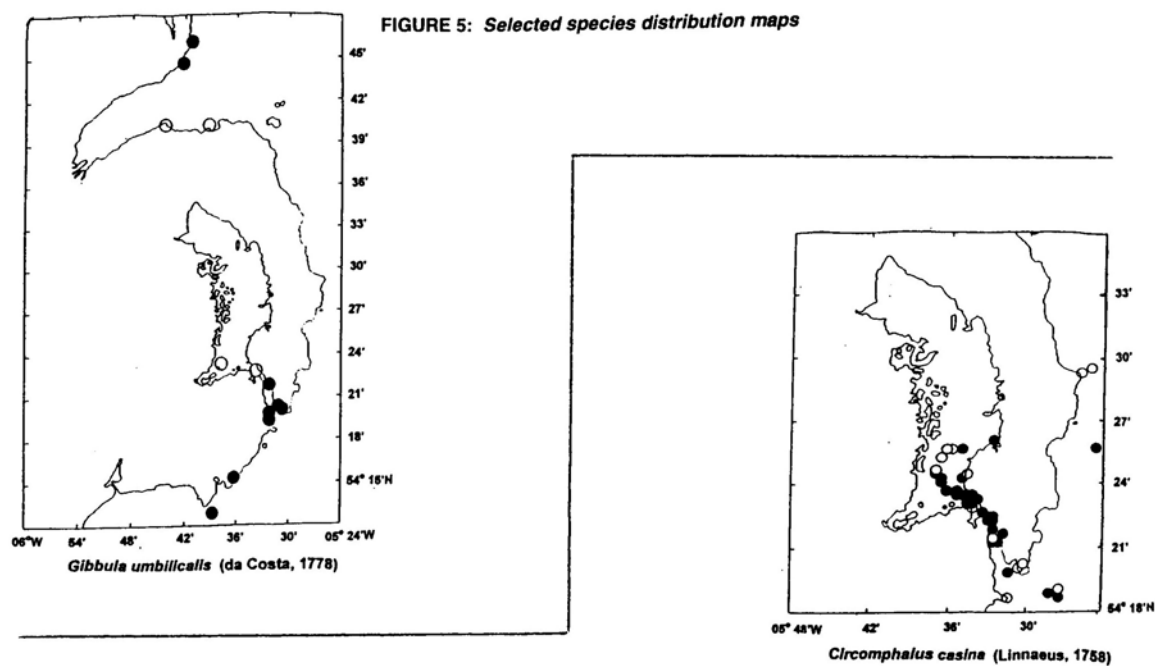 FIGURE 5: Selected species distribution maps
45'
42'
39'
36'
33'
30'
27'
24'
21'
18'
54° 15'N
06°W 54' 48' 42' 36' 30' 05° 24'W
Gibbula umbilicalis (da Costa, 1778)
33'
30'
27'
24'
21'
54° 18'N
05° 48'W 42' 36' 30'
Circomphalus casina (Linnaeus, 1758)